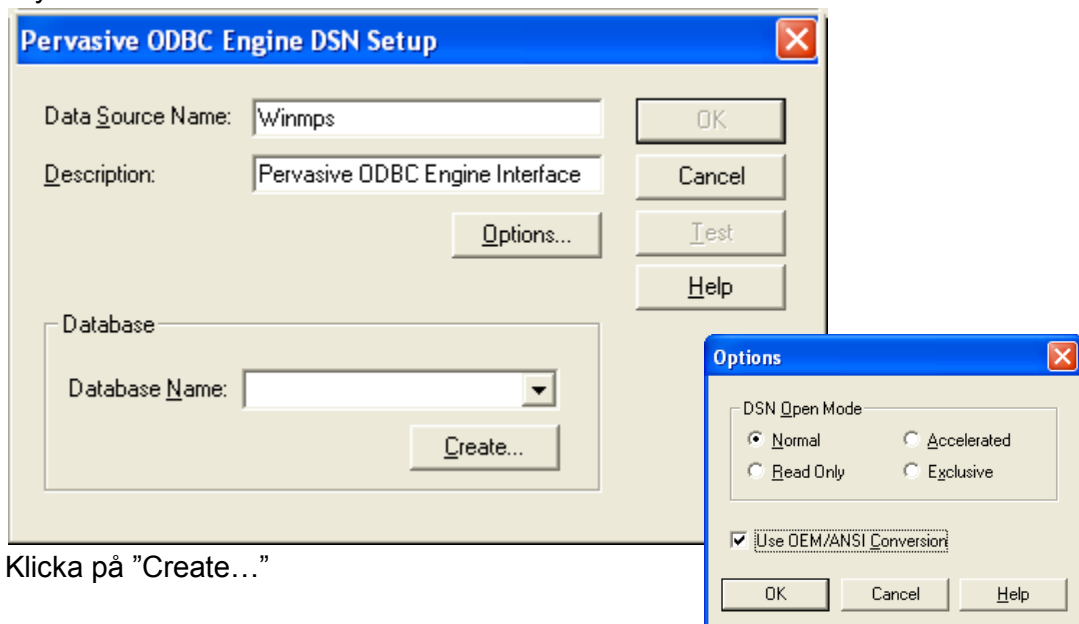 Pervasive ODBC Engine DSN Setup
Data Source Name: Winmps
OK
Description: Pervasive ODBC Engine Interface
Cancel
Options...
Test
Help
Database
Database Name:
Create...
Klicka på ”Create…”
Options
DSN Open Mode
Normal Accelerated
Read Only Exclusive
Use OEM/ANSI Conversion
OK Cancel Help